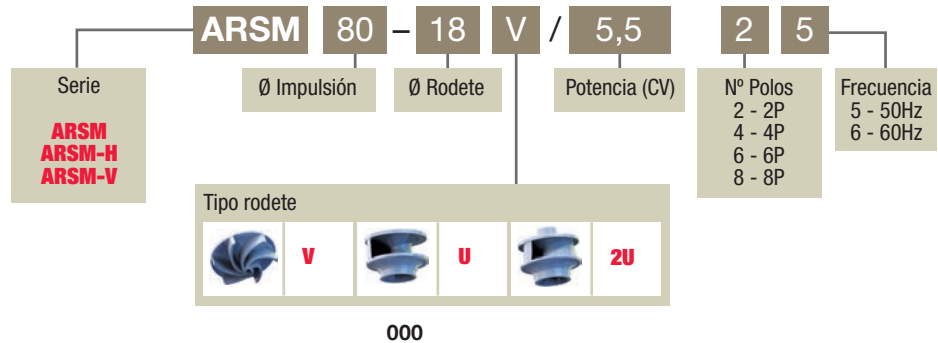 ARSM 80 – 18 V / 5,5 2 5
Serie
ARSM
ARSM-H
ARSM-V
Ø Impulsión
Ø Rodete
Potencia (CV)
Nº Polos
2 - 2P
4 - 4P
6 - 6P
8 - 8P
Frecuencia
5 - 50Hz
6 - 60Hz
Tipo rodete
V U 2U
000